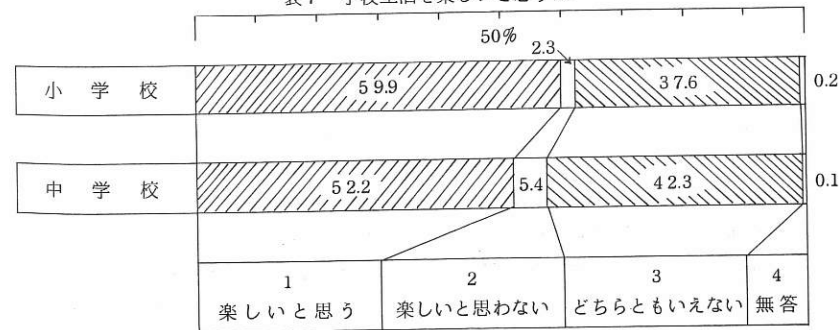 50%
2.3
小学校 59.9 37.6 0.2
中学校 52.2 5.4 42.3 0.1
1 2 3 4
楽しいと思う 楽しいと思わない どちらともいえない 無答